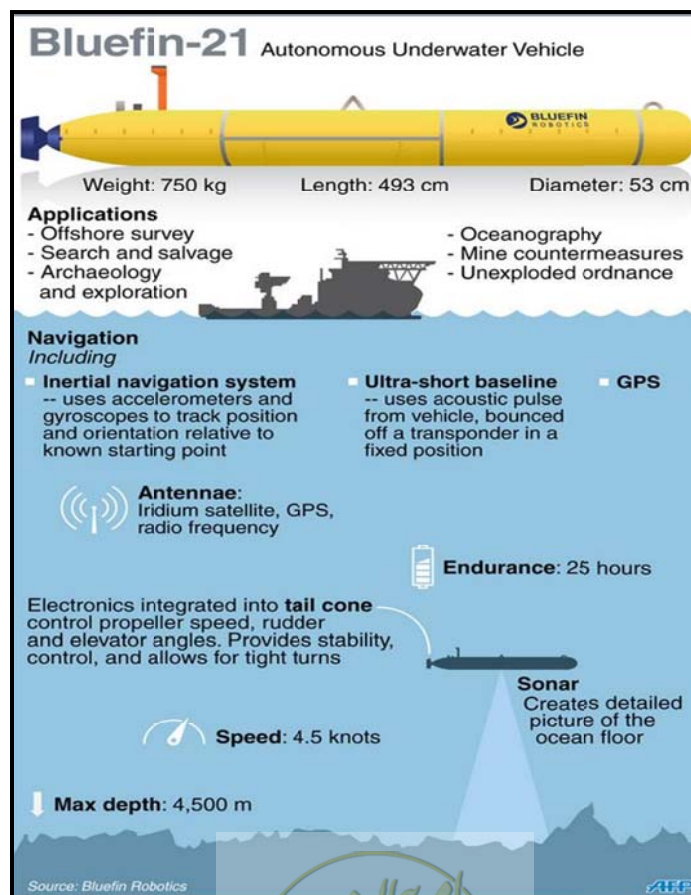 Bluefin-21 Autonomous Underwater Vehicle
BLUEFIN
ROBOTICS
Weight: 750 kg
Length: 493 cm
Diameter: 53 cm
Applications
- Offshore survey
- Search and salvage
- Archaeology
and exploration
- Oceanography
- Mine countermeasures
- Unexploded ordnance
Navigation
Including
Inertial navigation system
-- uses accelerometers and
gyroscopes to track position
and orientation relative to
known starting point
Ultra-short baseline
-- uses acoustic pulse
from vehicle, bounced
off a transponder in a
fixed position
GPS
Antennae:
Iridium satellite, GPS,
radio frequency
Endurance: 25 hours
Electronics integrated into tail cone
control propeller speed, rudder
and elevator angles. Provides stability,
control, and allows for tight turns
Sonar
Creates detailed
picture of the
ocean floor
Speed: 4.5 knots
Max depth: 4,500 m
Source: Bluefin Robotics
AFP